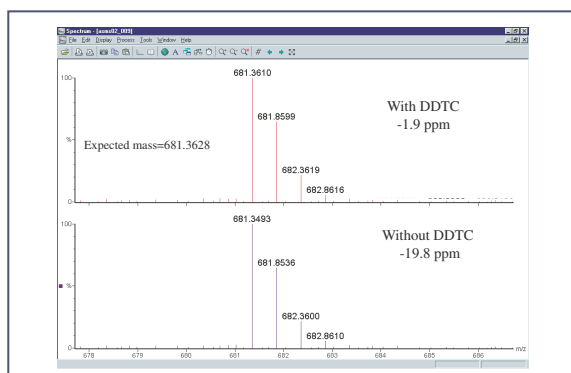 Spectrum - [asms02_009]
File Edit Display Process Tools Window Help
681.3610
100
With DDTC
-1.9 ppm
681.8599
%
Expected mass=681.3628
682.3619
682.8616
681.3493
100
Without DDTC
-19.8 ppm
681.8536
%
682.3600
682.8610
0
678 679 680 681 682 683 684 685 686 m/z